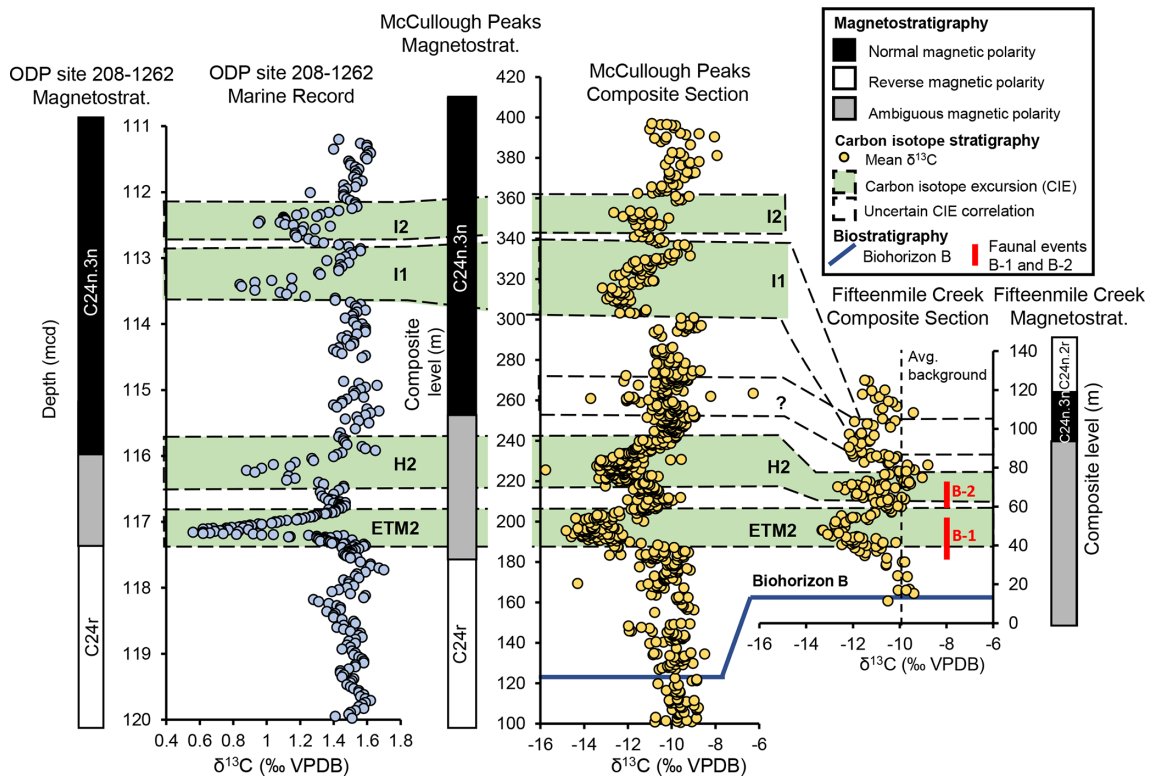 McCullough Peaks
Magnetostrat.
ODP site 208-1262
Magnetostrat.
ODP site 208-1262
Marine Record
McCullough Peaks
Composite Section
Magnetostratigraphy
Normal magnetic polarity
Reverse magnetic polarity
Ambiguous magnetic polarity
Carbon isotope stratigraphy
Mean δ13C
Carbon isotope excursion (CIE)
Uncertain CIE correlation
Biostratigraphy
Biohorizon B
Faunal events
B-1 and B-2
Fifteenmile Creek
Composite Section
Fifteenmile Creek
Magnetostrat.
C24n.3n
C24r
Depth (mcd)
111
112
113
114
115
116
117
118
119
120
0.4
0.6
0.8
1
1.2
1.4
1.6
1.8
δ13C (‰ VPDB)
I2
I1
H2
ETM2
C24n.3n
C24r
Composite
level (m)
420
400
380
360
340
320
300
280
260
240
220
200
180
160
140
120
100
-16
-14
-12
-10
-8
-6
δ13C (‰ VPDB)
I2
I1
?
H2
ETM2
Biohorizon B
Avg.
background
B-2
B-1
-16
-14
-12
-10
-8
-6
δ13C (‰ VPDB)
140
120
100
80
60
40
20
0
Composite level (m)
C24n.3n
C24n.2r